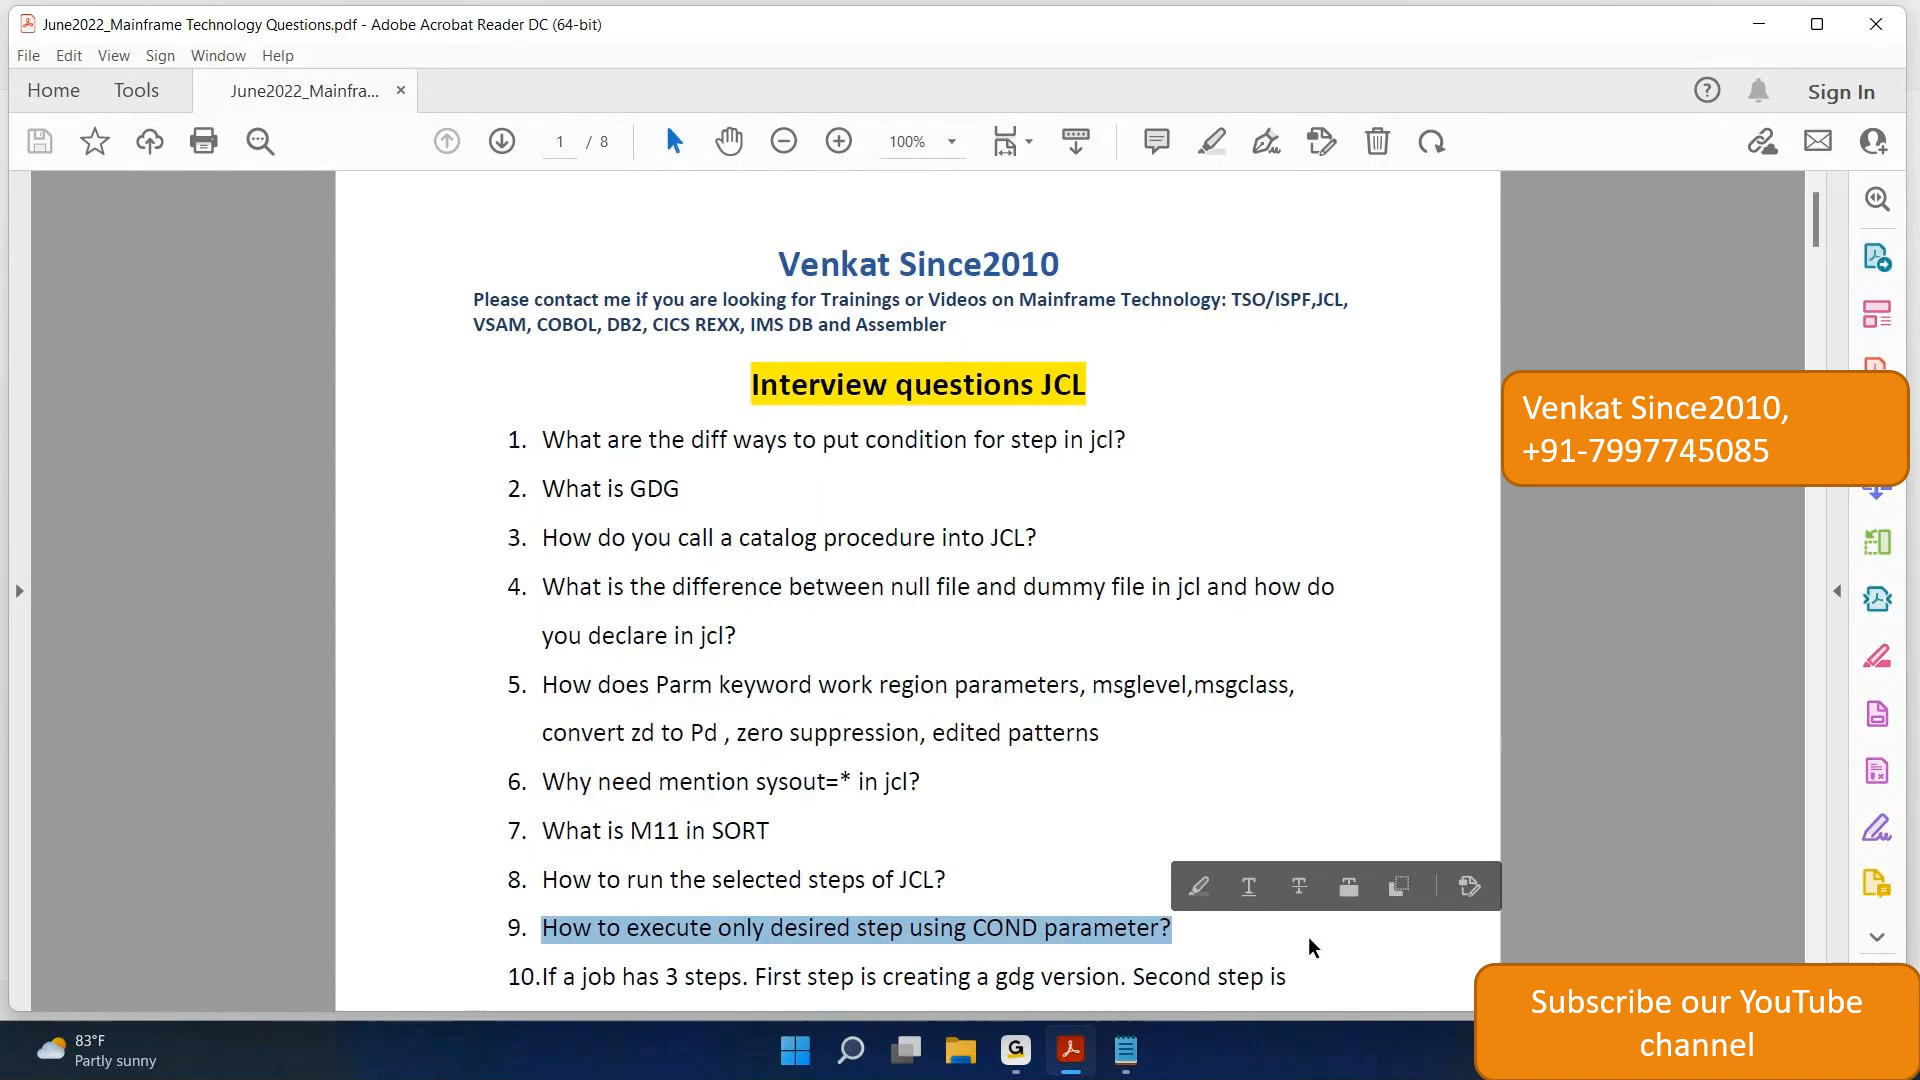 June2022_Mainframe Technology Questions.pdf - Adobe Acrobat Reader DC (64-bit)
File Edit View Sign Window Help
Home Tools June2022_Mainfra... × Sign In
1 / 8 100%
Venkat Since2010
Please contact me if you are looking for Trainings or Videos on Mainframe Technology: TSO/ISPF,JCL,
VSAM, COBOL, DB2, CICS REXX, IMS DB and Assembler
Interview questions JCL
1. What are the diff ways to put condition for step in jcl?
2. What is GDG
3. How do you call a catalog procedure into JCL?
4. What is the difference between null file and dummy file in jcl and how do
you declare in jcl?
5. How does Parm keyword work region parameters, msglevel,msgclass,
convert zd to Pd , zero suppression, edited patterns
6. Why need mention sysout=* in jcl?
7. What is M11 in SORT
8. How to run the selected steps of JCL?
9. How to execute only desired step using COND parameter?
10.If a job has 3 steps. First step is creating a gdg version. Second step is
Venkat Since2010,
+91-7997745085
Subscribe our YouTube
channel
83°F
Partly sunny